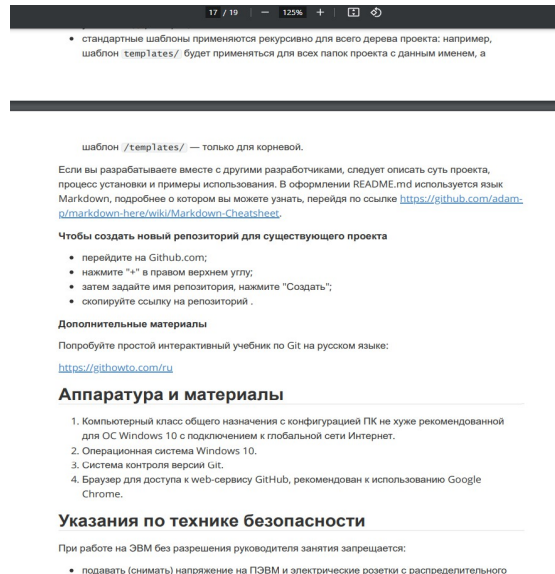 17 / 19 | — 125% + |
• стандартные шаблоны применяются рекурсивно для всего дерева проекта: например,
шаблон templates/ будет применяться для всех папок проекта с данным именем, а
шаблон /templates/ — только для корневой.
Если вы разрабатываете вместе с другими разработчиками, следует описать суть проекта,
процесс установки и примеры использования. В оформлении README.md используется язык
Markdown, подробнее о котором вы можете узнать, перейдя по ссылке https://github.com/adam-
p/markdown-here/wiki/Markdown-Cheatsheet.
Чтобы создать новый репозиторий для существующего проекта
• перейдите на Github.com;
• нажмите "+" в правом верхнем углу;
• затем задайте имя репозитория, нажмите "Создать";
• скопируйте ссылку на репозиторий .
Дополнительные материалы
Попробуйте простой интерактивный учебник по Git на русском языке:
https://githowto.com/ru
Аппаратура и материалы
1. Компьютерный класс общего назначения с конфигурацией ПК не хуже рекомендованной
для ОС Windows 10 с подключением к глобальной сети Интернет.
2. Операционная система Windows 10.
3. Система контроля версий Git.
4. Браузер для доступа к web-сервису GitHub, рекомендован к использованию Google
Chrome.
Указания по технике безопасности
При работе на ЭВМ без разрешения руководителя занятия запрещается:
• подавать (снимать) напряжение на ПЭВМ и электрические розетки с распределительного